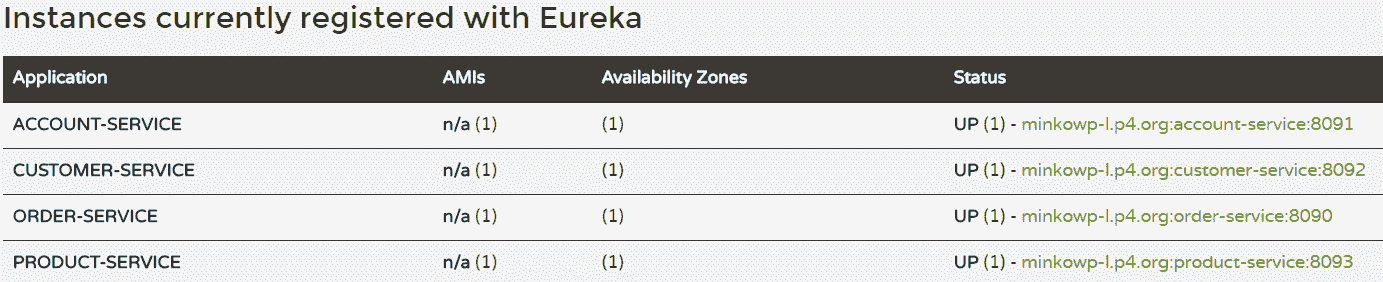 Instances currently registered with Eureka
Application AMIs Availability Zones Status
ACCOUNT-SERVICE n/a (1) (1) UP (1) - minkowp-l.p4.org:account-service:8091
CUSTOMER-SERVICE n/a (1) (1) UP (1) - minkowp-l.p4.org:customer-service:8092
ORDER-SERVICE n/a (1) (1) UP (1) - minkowp-l.p4.org:order-service:8090
PRODUCT-SERVICE n/a (1) (1) UP (1) - minkowp-l.p4.org:product-service:8093